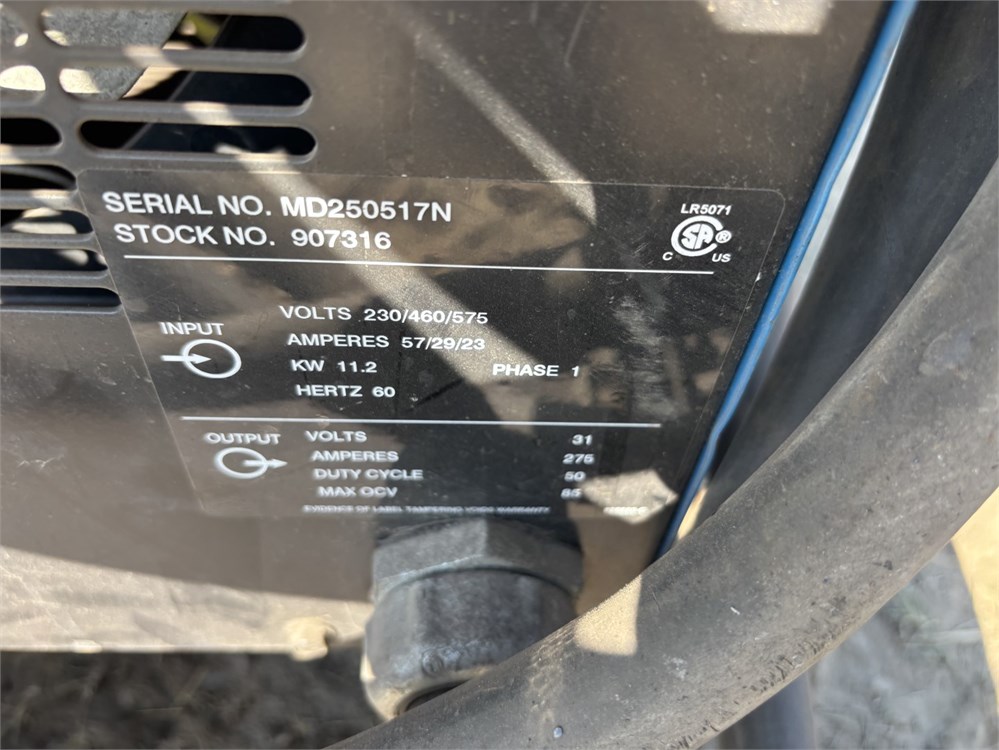 SERIAL NO. MD250517N
STOCK NO. 907316
LR5071
SA ®
C US
INPUT
VOLTS 230/460/575
AMPERES 57/29/23
KW 11.2 PHASE 1
HERTZ 60
OUTPUT
VOLTS 31
AMPERES 275
DUTY CYCLE 50
MAX OCV 85
EVIDENCE OF LABEL TAMPERING VOIDS WARRANTY